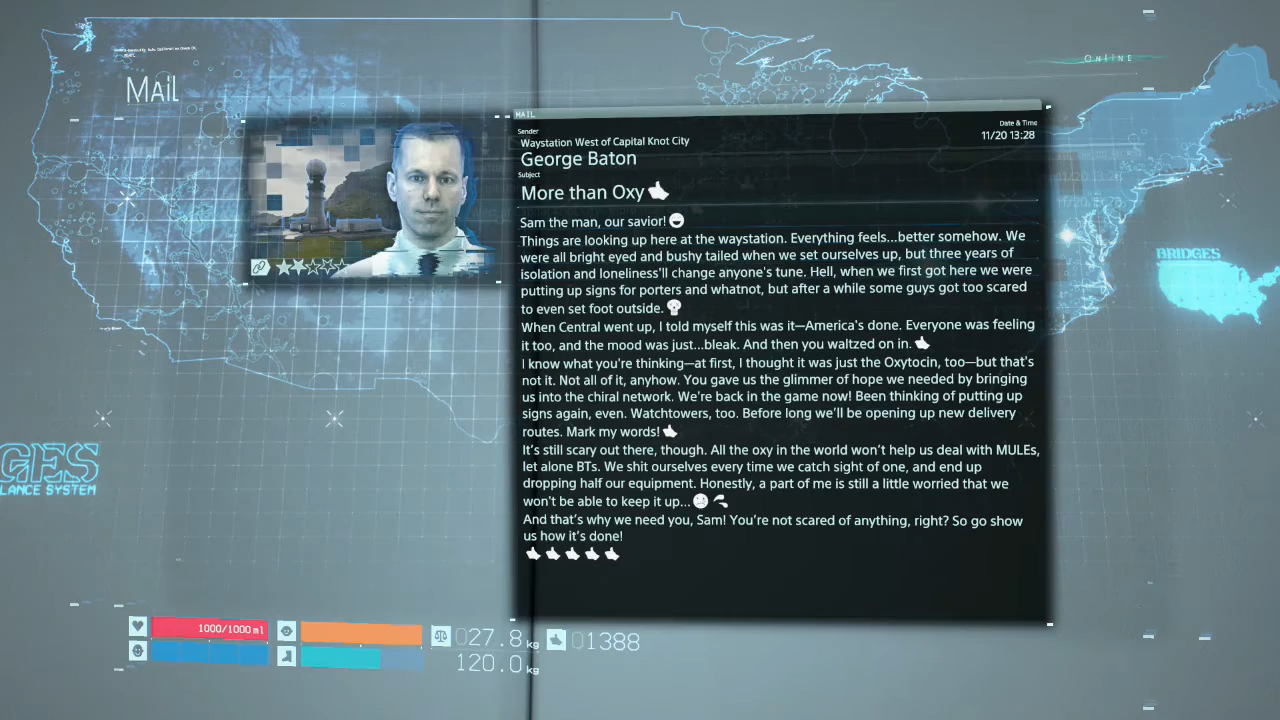 Mail
ONLINE
MAIL
Sender
Date & Time
Waystation West of Capital Knot City
11/20 13:28
George Baton
Subject
More than Oxy
Sam the man, our savior!
Things are looking up here at the waystation. Everything feels...better somehow. We
were all bright eyed and bushy tailed when we set ourselves up, but three years of
isolation and loneliness'll change anyone's tune. Hell, when we first got here we were
putting up signs for porters and whatnot, but after a while some guys got too scared
to even set foot outside.
When Central went up, I told myself this was it—America's done. Everyone was feeling
it too, and the mood was just...bleak. And then you waltzed on in.
I know what you're thinking—at first, I thought it was just the Oxytocin, too—but that's
not it. Not all of it, anyhow. You gave us the glimmer of hope we needed by bringing
us into the chiral network. We're back in the game now! Been thinking of putting up
signs again, even. Watchtowers, too. Before long we'll be opening up new delivery
routes. Mark my words!
It's still scary out there, though. All the oxy in the world won't help us deal with MULEs,
let alone BTs. We shit ourselves every time we catch sight of one, and end up
dropping half our equipment. Honestly, a part of me is still a little worried that we
won't be able to keep it up...
And that's why we need you, Sam! You're not scared of anything, right? So go show
us how it's done!
BRIDGES
GES
LANCE SYSTEM
1000/1000 ml
027.8 kg
01388
120.0 kg